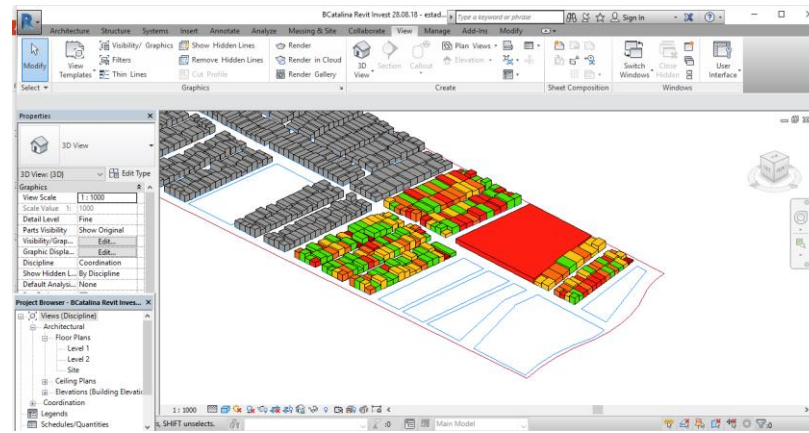 BCatalina Revit Invest 28.08.18 - estad...
Type a keyword or phrase
Sign In
Architecture Structure Systems Insert Annotate Analyze Massing & Site Collaborate View Manage Add-Ins Modify
Modify
View
Templates
Visibility/ Graphics
Filters
Thin Lines
Show Hidden Lines
Remove Hidden Lines
Cut Profile
Render
Render in Cloud
Render Gallery
3D
View
Section
Callout
Plan Views
Elevation
Switch
Windows
Close
Hidden
User
Interface
Select Graphics Create Sheet Composition Windows
Properties
3D View
3D View: {3D}
Edit Type
Graphics
View Scale 1 : 1000
Scale Value 1: 1000
Detail Level Fine
Parts Visibility Show Original
Visibility/Grap... Edit...
Graphic Displa... Edit...
Discipline Coordination
Show Hidden L... By Discipline
Default Analysi... None
Project Browser - BCatalina Revit Inves...
Views (Discipline)
Architectural
Floor Plans
Level 1
Level 2
Site
Ceiling Plans
Elevations (Building Elevatio
Coordination
Legends
Schedules/Quantities
1 : 1000
s, SHIFT unselects.
:0
Main Model
:0